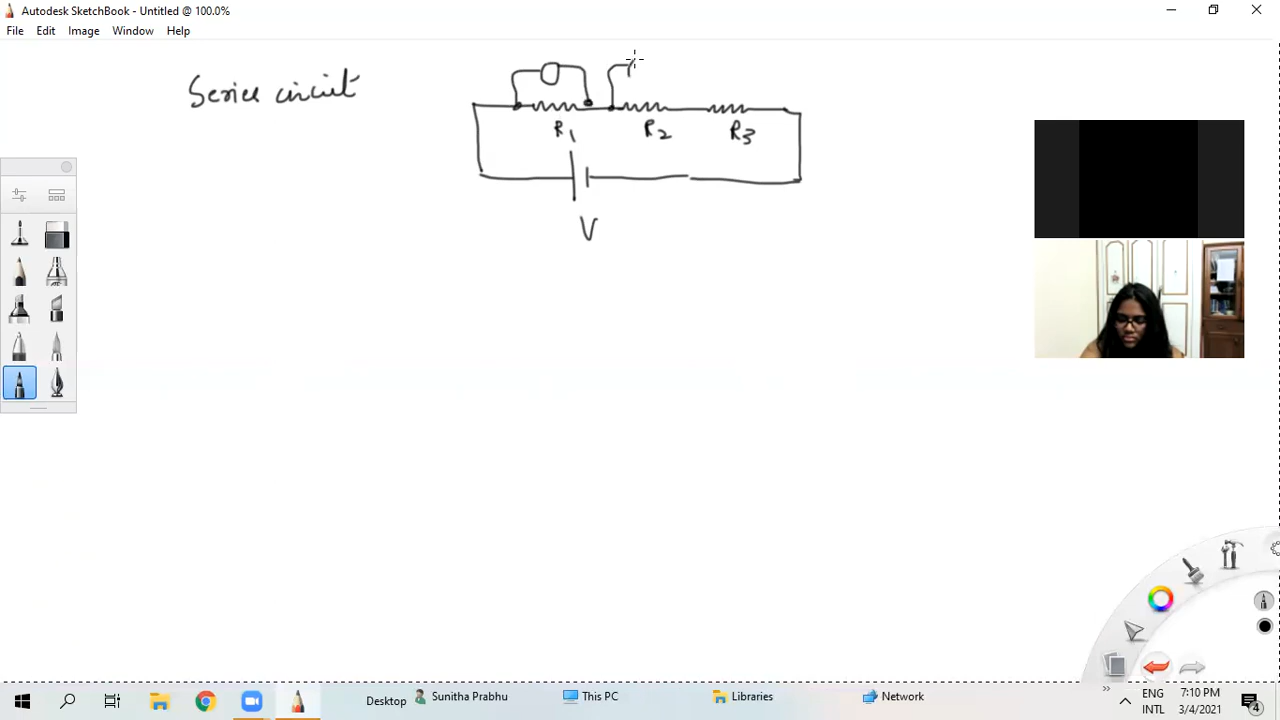 Autodesk SketchBook - Untitled @ 100.0%
File Edit Image Window Help
Series circuit
R1 R2 R3
V
Desktop Sunitha Prabhu This PC Libraries Network
ENG
INTL
7:10 PM
3/4/2021
4